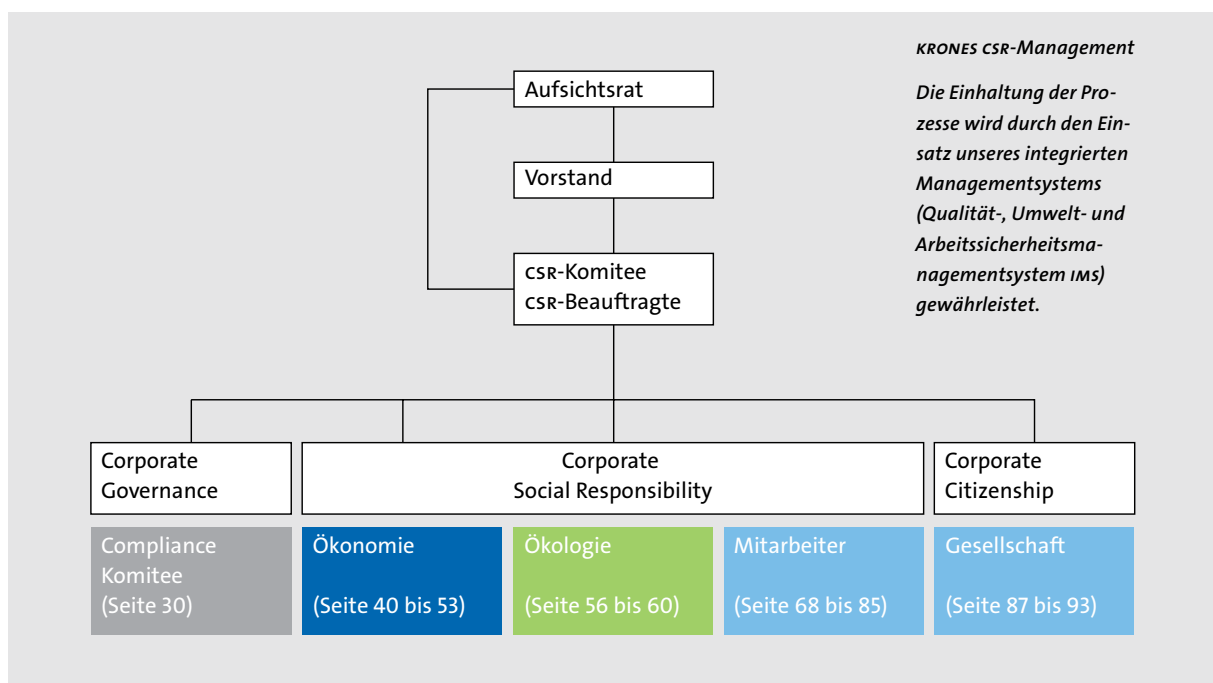 KRONES CSR-Management
Die Einhaltung der Pro-
zesse wird durch den Ein-
satz unseres integrierten
Managementsystems
(Qualität-, Umwelt- und
Arbeitssicherheitsma-
nagementsystem IMS)
gewährleistet.
Aufsichtsrat
Vorstand
CSR-Komitee
CSR-Beauftragte
Corporate
Governance
Corporate
Social Responsibility
Corporate
Citizenship
Compliance
Komitee
(Seite 30)
Ökonomie
(Seite 40 bis 53)
Ökologie
(Seite 56 bis 60)
Mitarbeiter
(Seite 68 bis 85)
Gesellschaft
(Seite 87 bis 93)